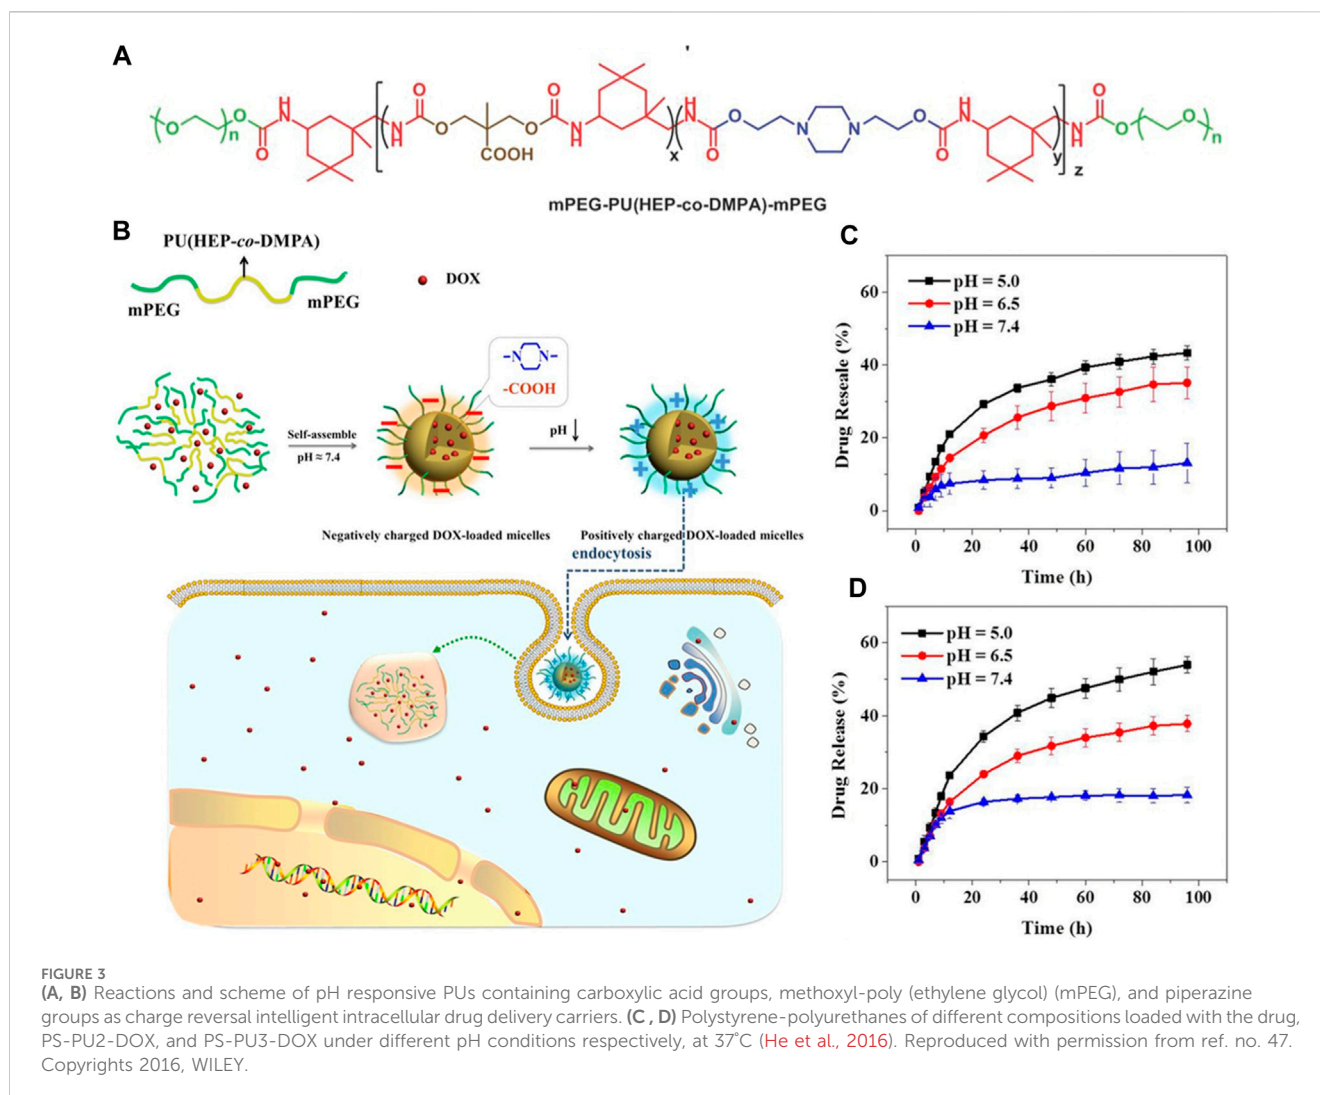 A
O
n
O
O
H
N
N
H
O
O
COOH
O
O
N
H
x
N
H
O
O
N
N
O
O
N
H
y
z
N
H
O
O
O
n
mPEG-PU(HEP-co-DMPA)-mPEG
B
PU(HEP-co-DMPA)
mPEG
mPEG
DOX
-N N-
-COOH
Self-assemble
pH ≈ 7.4
pH
Negatively charged DOX-loaded micelles
Positively charged DOX-loaded micelles
endocytosis
C
pH = 5.0
pH = 6.5
pH = 7.4
Drug Rescale (%)
60
40
20
0
0 20 40 60 80 100
Time (h)
D
pH = 5.0
pH = 6.5
pH = 7.4
Drug Release (%)
60
40
20
0
0 20 40 60 80 100
Time (h)
FIGURE 3
(A, B) Reactions and scheme of pH responsive PUs containing carboxylic acid groups, methoxyl-poly (ethylene glycol) (mPEG), and piperazine
groups as charge reversal intelligent intracellular drug delivery carriers. (C , D) Polystyrene-polyurethanes of different compositions loaded with the drug,
PS-PU2-DOX, and PS-PU3-DOX under different pH conditions respectively, at 37°C (He et al., 2016). Reproduced with permission from ref. no. 47.
Copyrights 2016, WILEY.